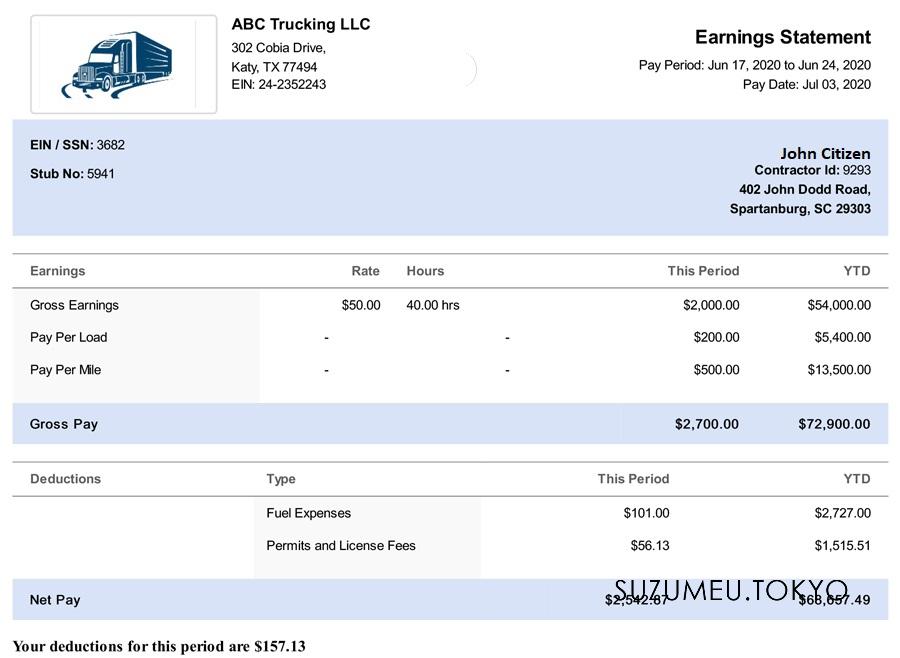 ABC Trucking LLC
302 Cobia Drive,
Katy, TX 77494
EIN: 24-2352243
Earnings Statement
Pay Period: Jun 17, 2020 to Jun 24, 2020
Pay Date: Jul 03, 2020
EIN / SSN: 3682
Stub No: 5941
John Citizen
Contractor Id: 9293
402 John Dodd Road,
Spartanburg, SC 29303
Earnings Rate Hours This Period YTD
Gross Earnings $50.00 40.00 hrs $2,000.00 $54,000.00
Pay Per Load - - $200.00 $5,400.00
Pay Per Mile - - $500.00 $13,500.00
Gross Pay $2,700.00 $72,900.00
Deductions Type This Period YTD
Fuel Expenses $101.00 $2,727.00
Permits and License Fees $56.13 $1,515.51
SUZUMEU.TOKYO
Net Pay $2,542.87 $68,657.49
Your deductions for this period are $157.13